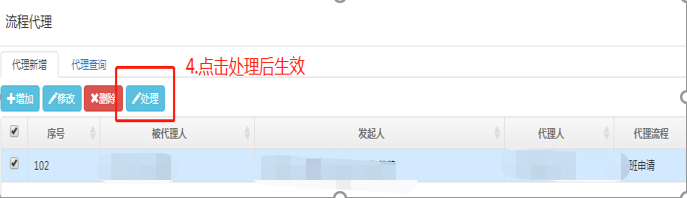 流程代理
代理新增 代理查询
4.点击处理后生效
增加 修改 删除 处理
序号 被代理人 发起人 代理人 代理流程
102 班申请